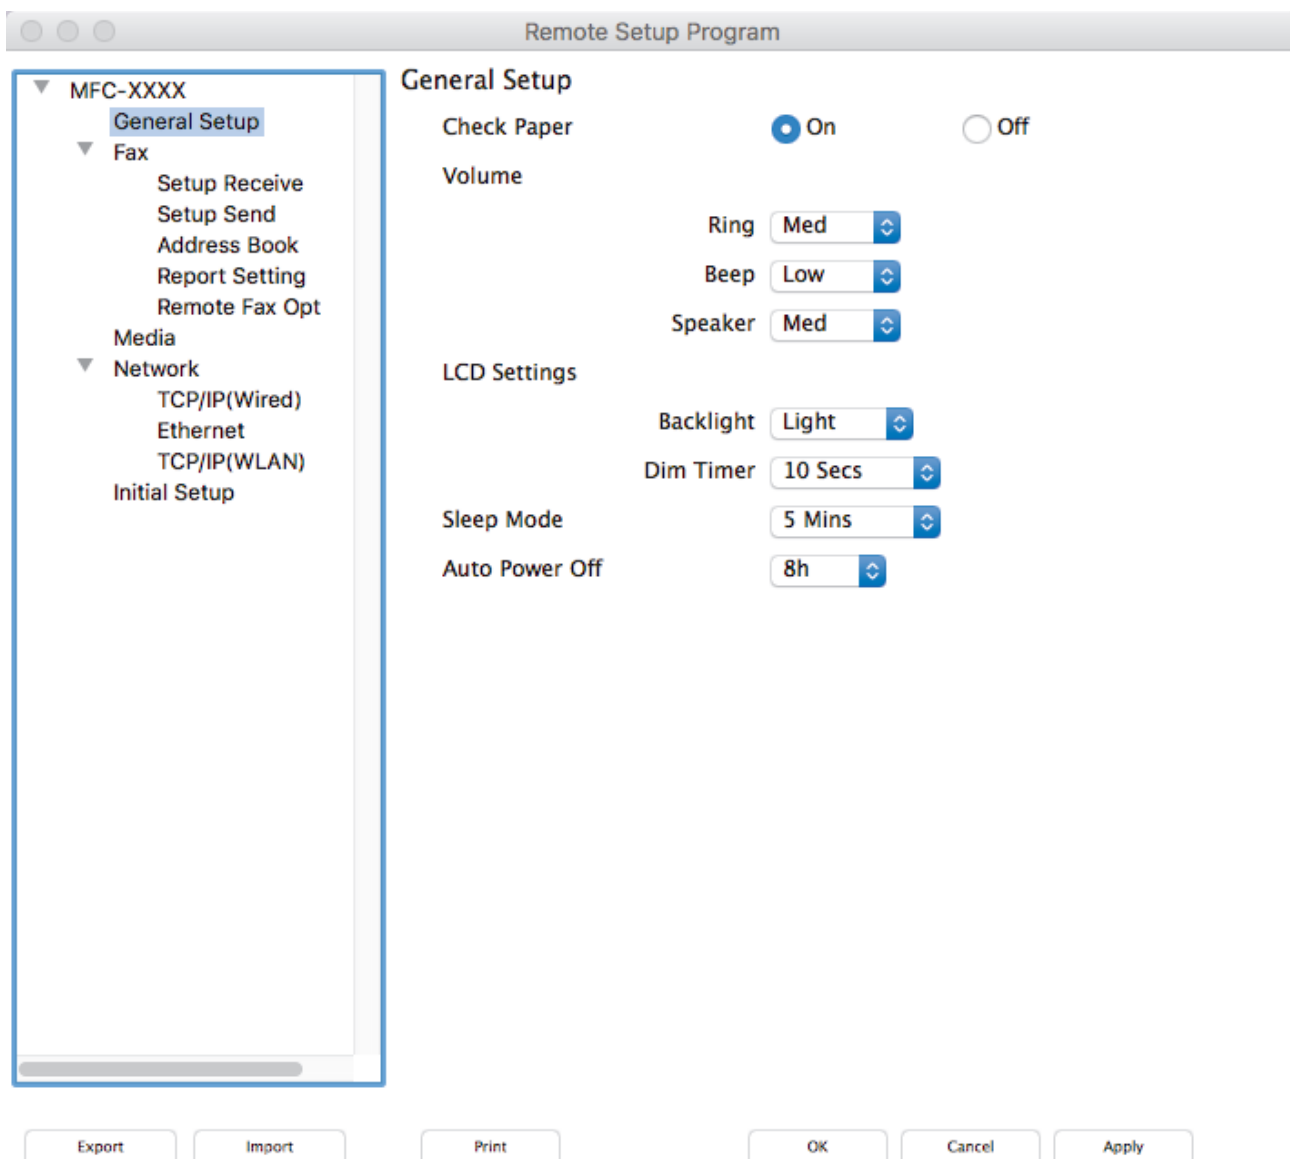 Remote Setup Program
MFC-XXXX
General Setup
Fax
Setup Receive
Setup Send
Address Book
Report Setting
Remote Fax Opt
Media
Network
TCP/IP(Wired)
Ethernet
TCP/IP(WLAN)
Initial Setup
General Setup
Check Paper On Off
Volume
Ring Med
Beep Low
Speaker Med
LCD Settings
Backlight Light
Dim Timer 10 Secs
Sleep Mode 5 Mins
Auto Power Off 8h
Export Import Print OK Cancel Apply